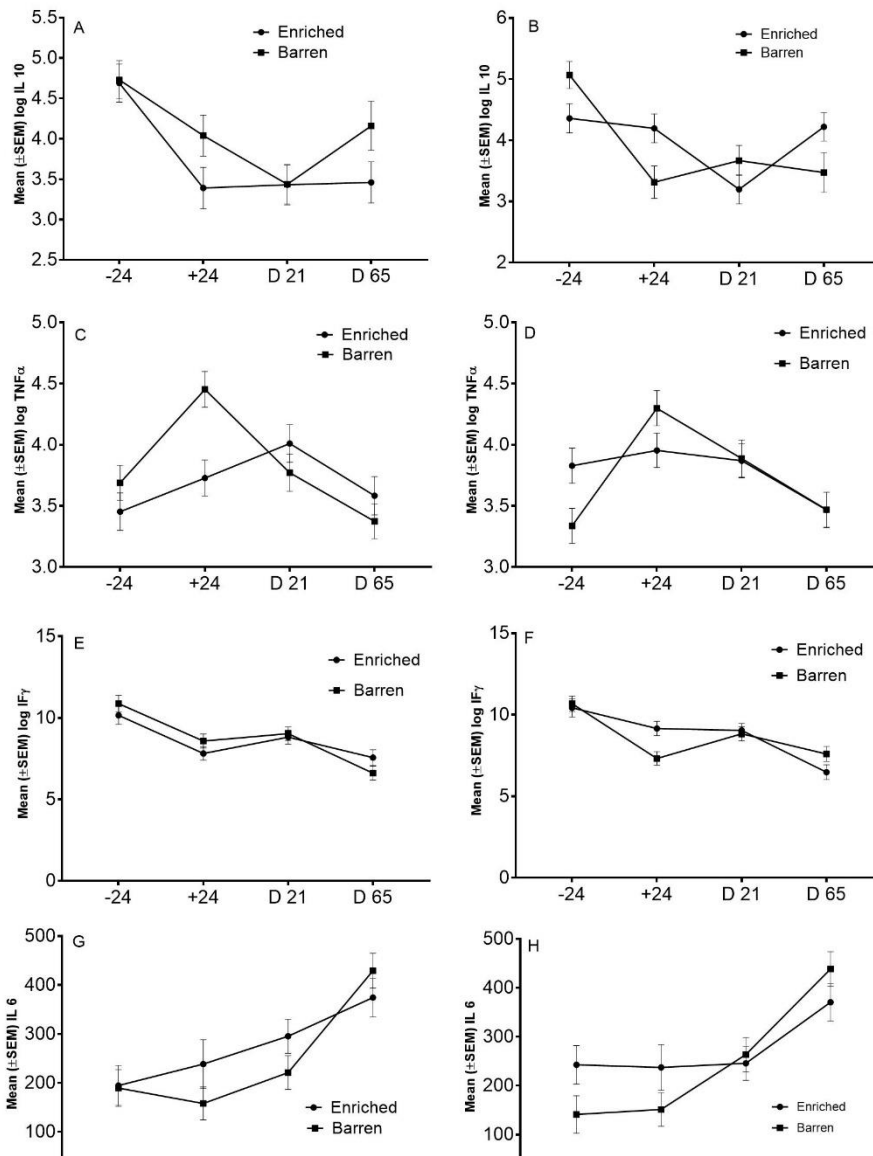 A
Enriched
Barren
Mean (±SEM) log IL 10
5.5
5.0
4.5
4.0
3.5
3.0
2.5
-24 +24 D 21 D 65
B
Enriched
Barren
Mean (±SEM) log IL 10
6
5
4
3
2
-24 +24 D 21 D 65
C
Enriched
Barren
Mean (±SEM) log TNFα
5.0
4.5
4.0
3.5
3.0
-24 +24 D 21 D 65
D
Enriched
Barren
Mean (±SEM) log TNFα
5.0
4.5
4.0
3.5
3.0
-24 +24 D 21 D 65
E
Enriched
Barren
Mean (±SEM) log IFγ
15
10
5
0
-24 +24 D 21 D 65
F
Enriched
Barren
Mean (±SEM) log IFγ
15
10
5
0
-24 +24 D 21 D 65
G
Enriched
Barren
Mean (±SEM) IL 6
500
400
300
200
100
H
Enriched
Barren
Mean (±SEM) IL 6
500
400
300
200
100